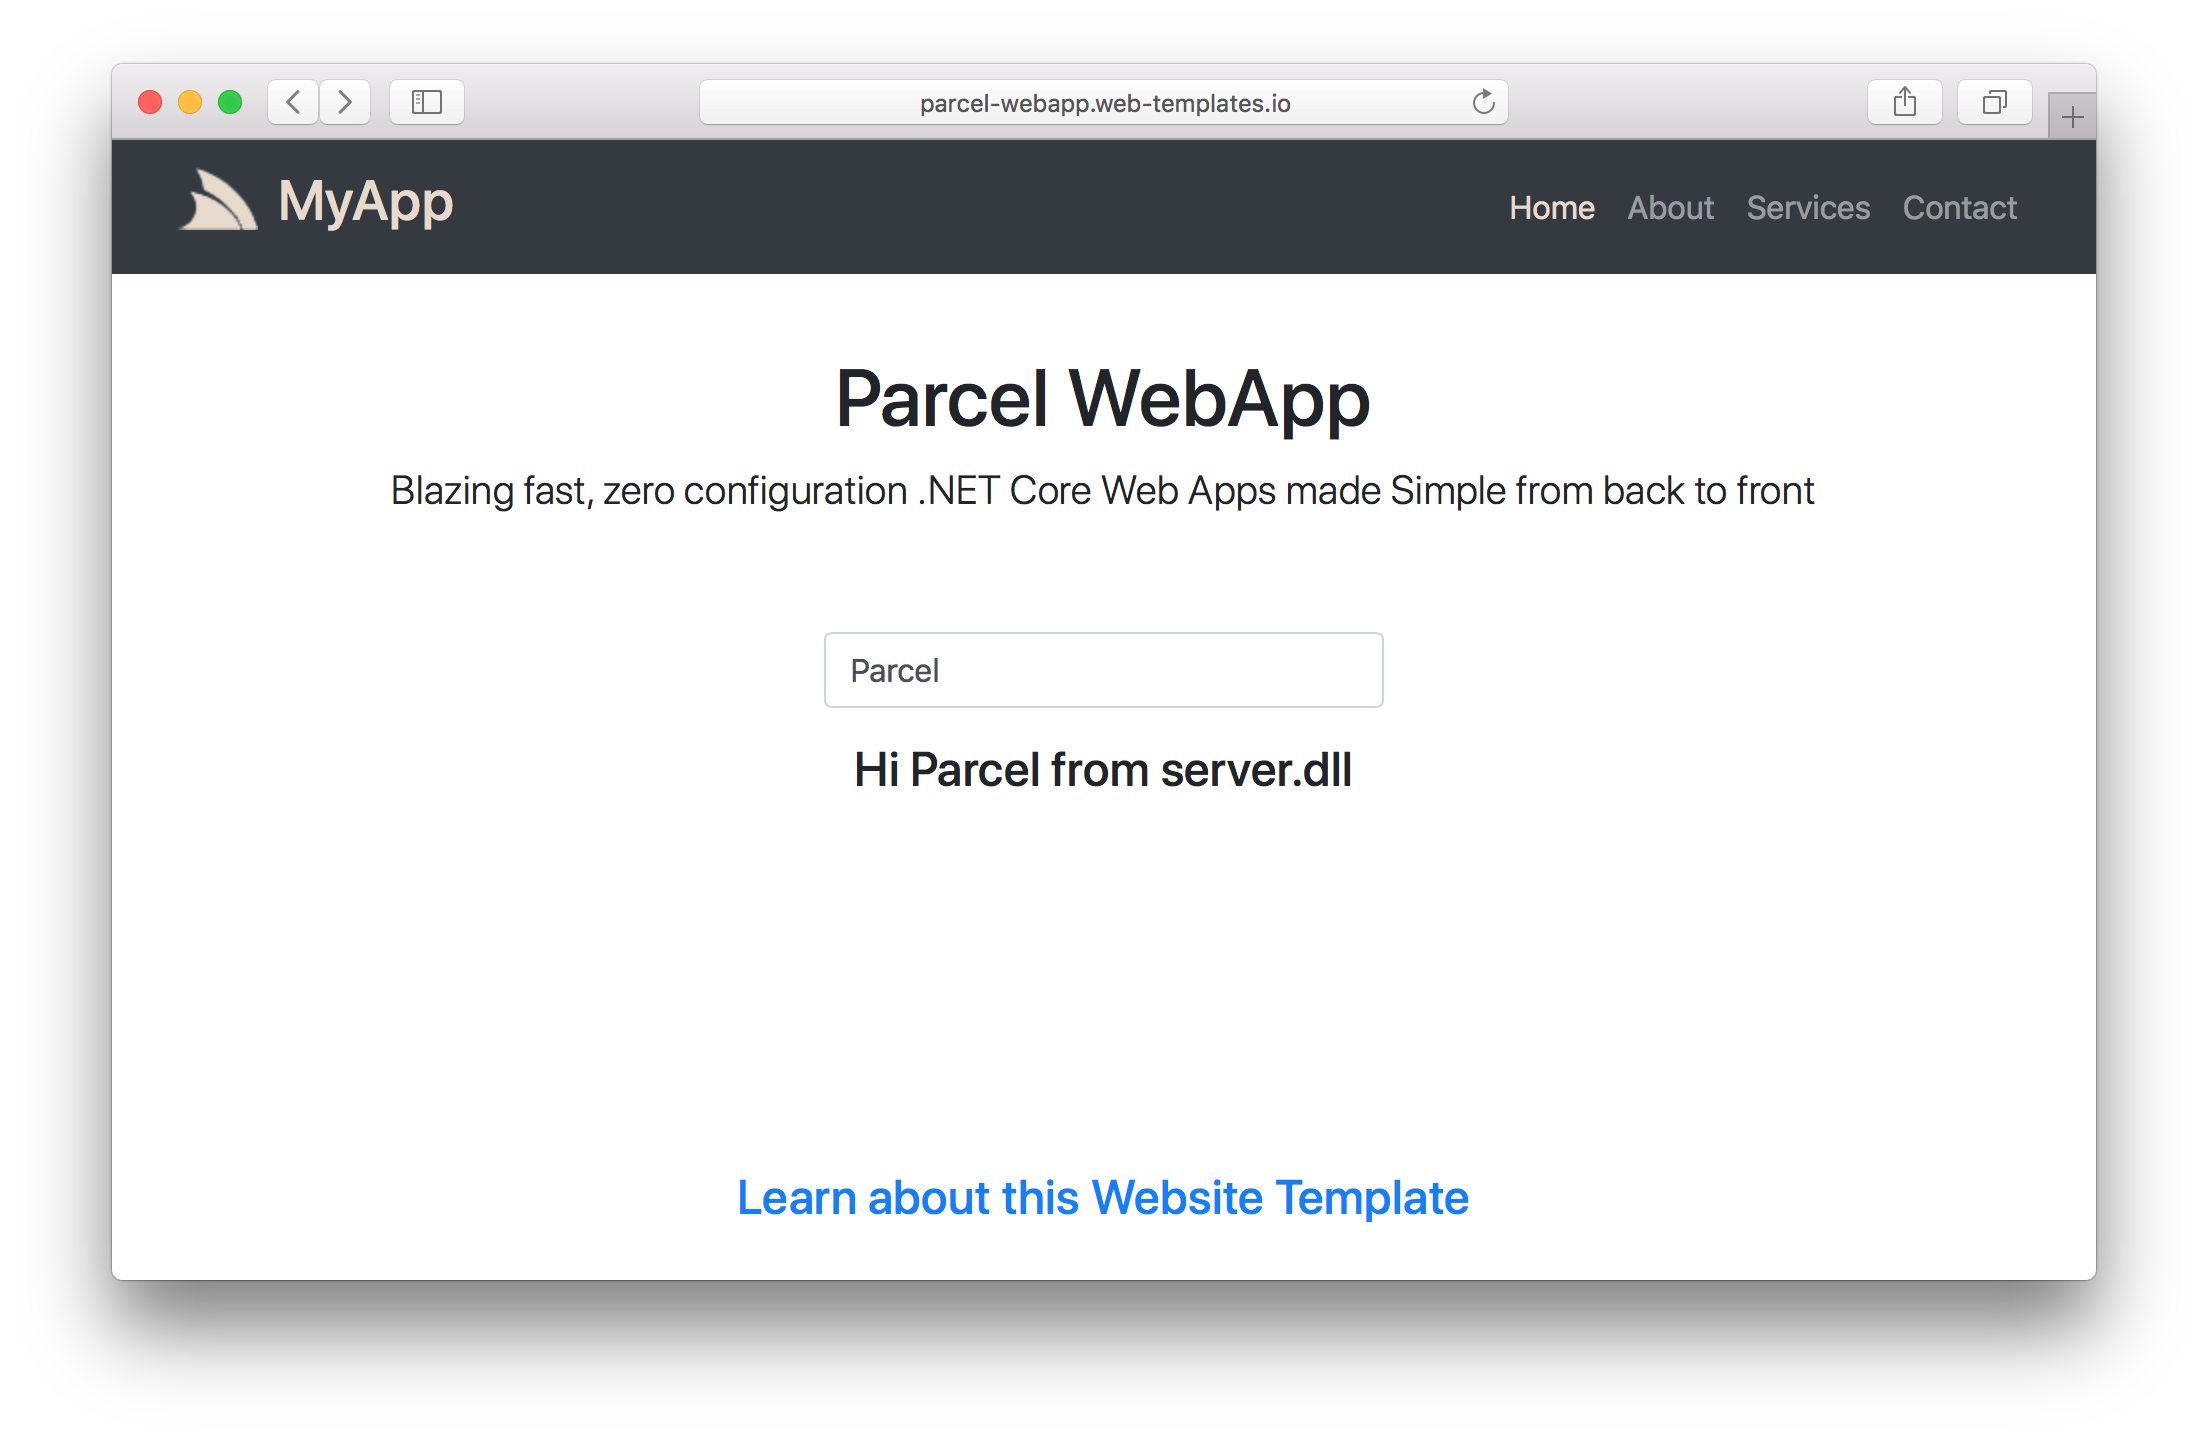 parcel-webapp.web-templates.io
MyApp
Home About Services Contact
Parcel WebApp
Blazing fast, zero configuration .NET Core Web Apps made Simple from back to front
Parcel
Hi Parcel from server.dll
Learn about this Website Template